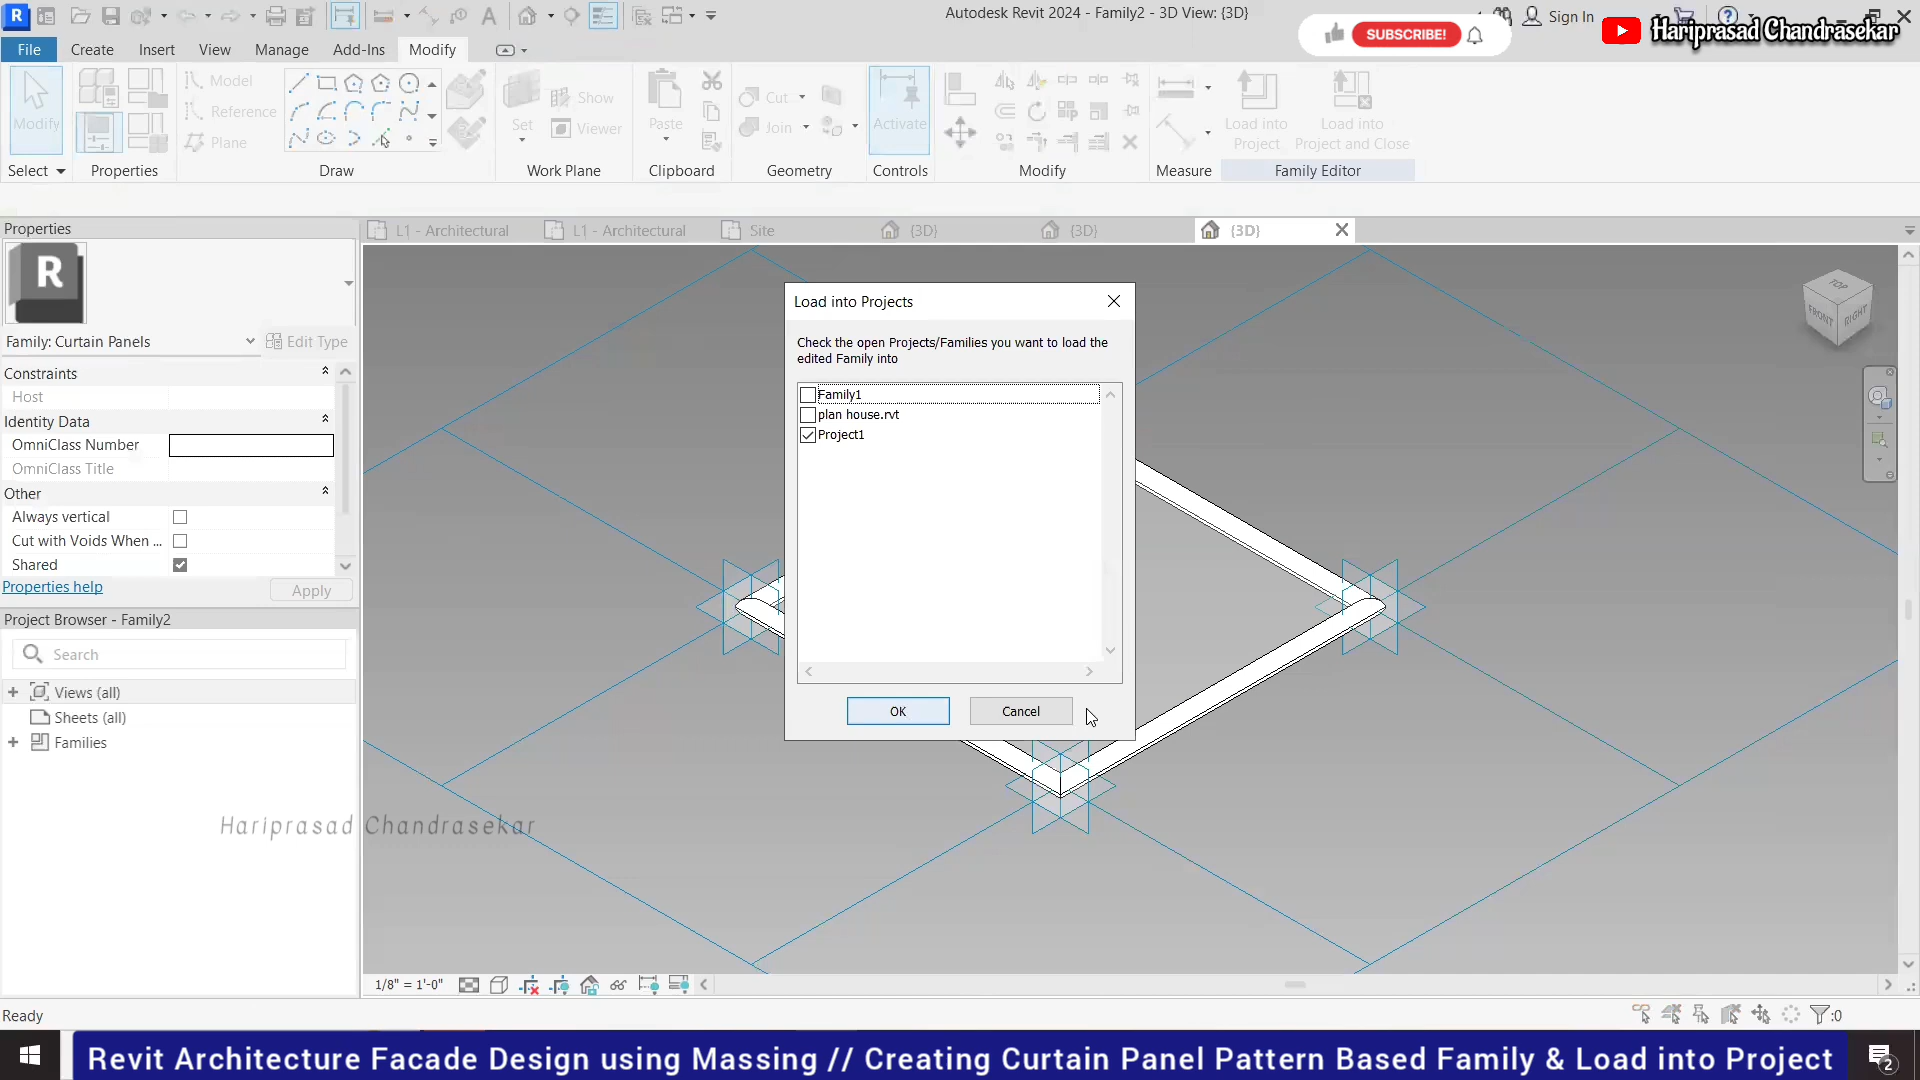 Autodesk Revit 2024 - Family2 - 3D View: {3D}
Sign In
SUBSCRIBE!
Hariprasad Chandrasekar
File
Create
Insert
View
Manage
Add-Ins
Modify
Modify
Model
Reference
Plane
Set
Show
Viewer
Paste
Cut
Join
Activate
Load into
Project
Load into
Project and Close
Select
Properties
Draw
Work Plane
Clipboard
Geometry
Controls
Modify
Measure
Family Editor
Properties
L1 - Architectural
L1 - Architectural
Site
{3D}
{3D}
{3D}
R
Family: Curtain Panels
Edit Type
Constraints
Host
Identity Data
OmniClass Number
OmniClass Title
Other
Always vertical
Cut with Voids When ...
Shared
Properties help
Apply
Project Browser - Family2
Search
Views (all)
Sheets (all)
Families
Load into Projects
Check the open Projects/Families you want to load the
edited Family into
Family1
plan house.rvt
Project1
OK
Cancel
TOP
FRONT
RIGHT
Hariprasad Chandrasekar
1/8" = 1'-0"
Ready
:0
Revit Architecture Facade Design using Massing // Creating Curtain Panel Pattern Based Family & Load into Project
2